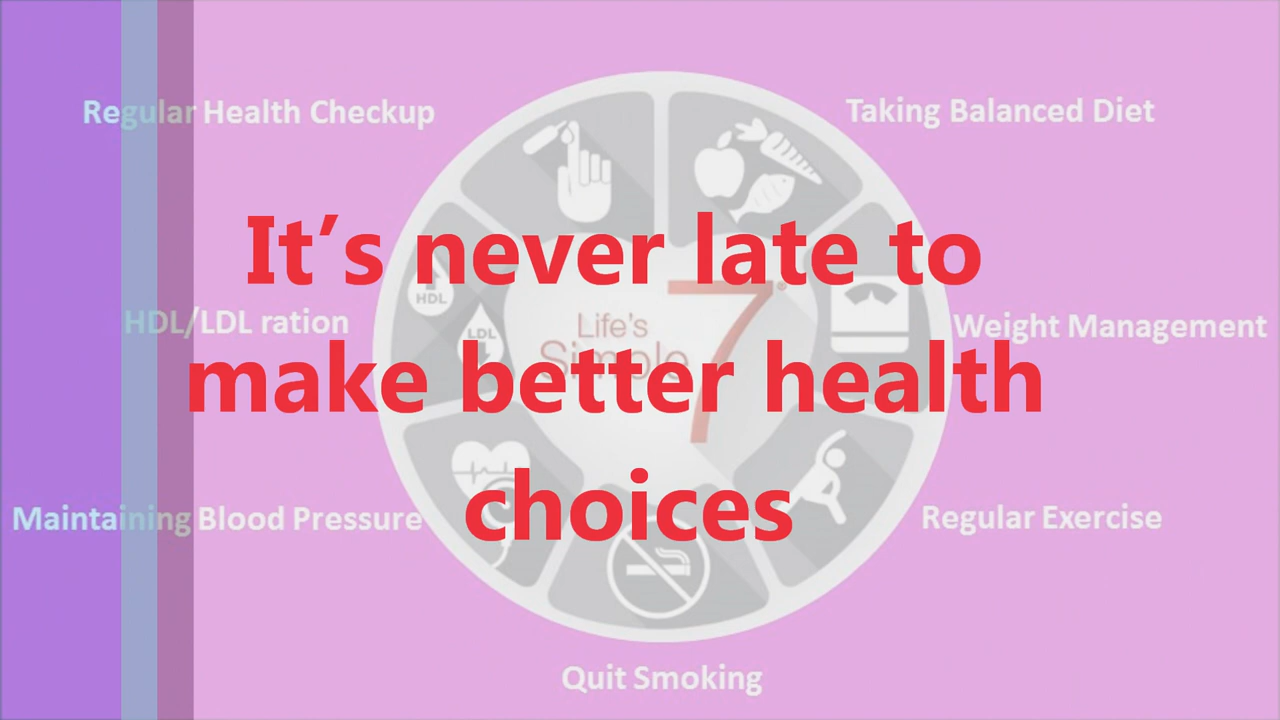 Regular Health Checkup
Taking Balanced Diet
It’s never late to
HDL
LDL
HDL/LDL ration
Life's
Simple 7®
Weight Management
make better health
choices
Maintaining Blood Pressure
Regular Exercise
Quit Smoking